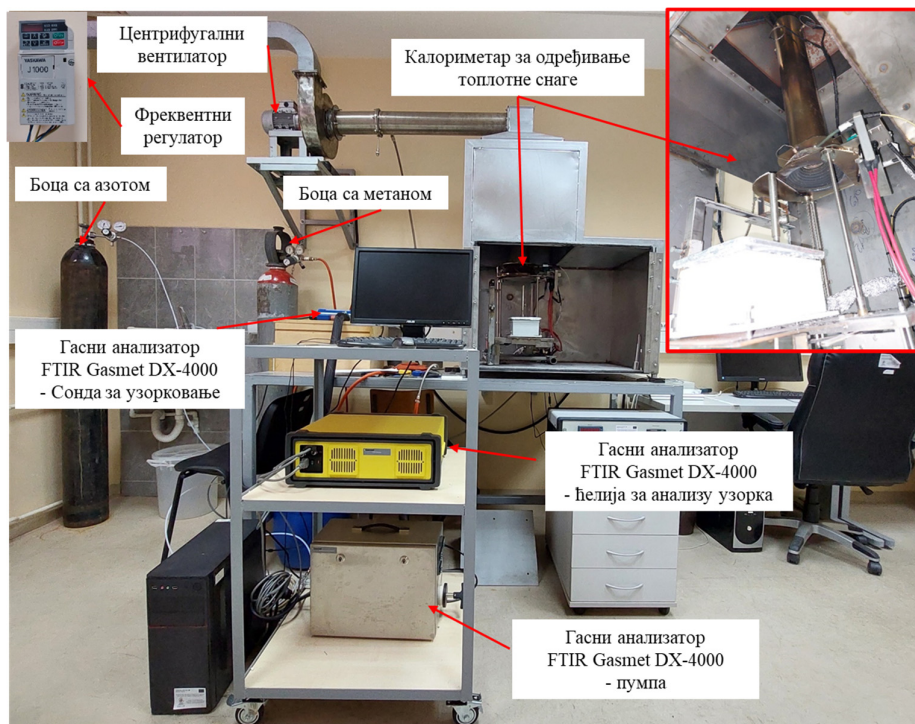 YASKAWA
J1000
Центрифугални
вентилатор
Фреквентни
регулатор
Калориметар за одређивање
топлотне снаге
Боца са азотом
Боца са метаном
Гасни анализатор
FTIR Gasmet DX-4000
- Сонда за узорковање
Гасни анализатор
FTIR Gasmet DX-4000
- ћелија за анализу узорка
Гасни анализатор
FTIR Gasmet DX-4000
- пумпа